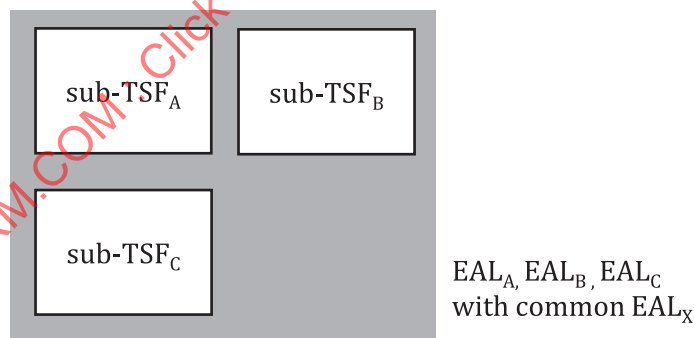 sub-TSF_A
sub-TSF_B
sub-TSF_C
EAL_A, EAL_B, EAL_C
with common EAL_X
M.COM : Click